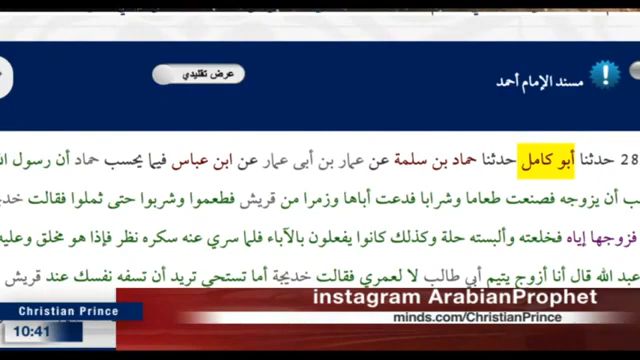 عرض تقليدي
مسند الإمام أحمد
28 حدثنا أبو كامل حدثنا حماد بن سلمة عن عمار بن أبي عمار عن ابن عباس فيما يحسب حماد أن رسول
أن يزوجه فصنعت طعاما وشرابا فدعت أباها وزمرا من قريش فطعموا وشربوا حتى ثملوا فقالت
فزوجها إياه فخلعته وألبسته حلة وكذلك كانوا يفعلون بالآباء فلما سري عنه سكره نظر فإذا هو مخلق وعليه
عبد الله قال أنا أزوج يتيم أبي طالب لا لعمري فقالت خديجة أما تستحي تريد أن تسفه نفسك عند قريش
instagram ArabianProphet
Christian Prince
minds.com/ChristianPrince
10:41